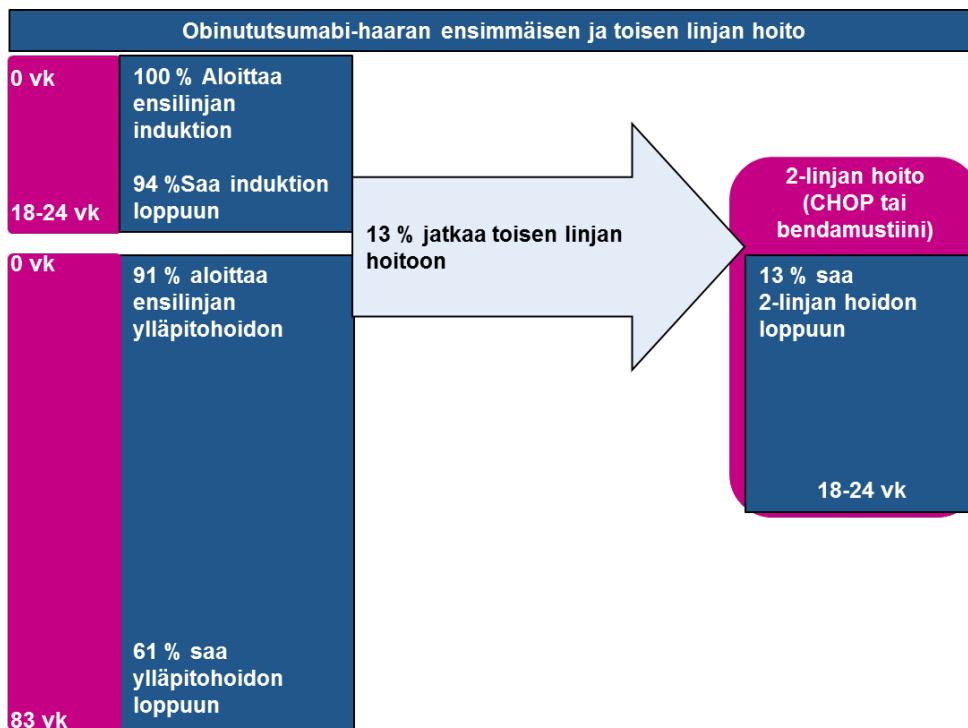 Obinututsumabi-haaran ensimmäisen ja toisen linjan hoito
0 vk
100 % Aloittaa
ensilinjan
induktion
94 %Saa induktion
loppuun
18-24 vk
13 % jatkaa toisen linjan
hoitoon
2-linjan hoito
(CHOP tai
bendamustiini)
13 % saa
2-linjan hoidon
loppuun
18-24 vk
0 vk
91 % aloittaa
ensilinjan
ylläpitohoidon
61 % saa
ylläpitohoidon
loppuun
83 vk